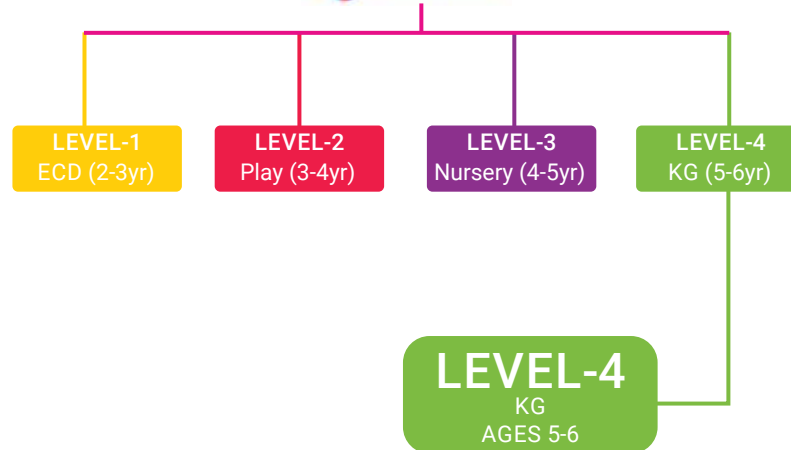 LEVEL-1
ECD (2-3yr)
LEVEL-2
Play (3-4yr)
LEVEL-3
Nursery (4-5yr)
LEVEL-4
KG (5-6yr)
LEVEL-4
KG
AGES 5-6